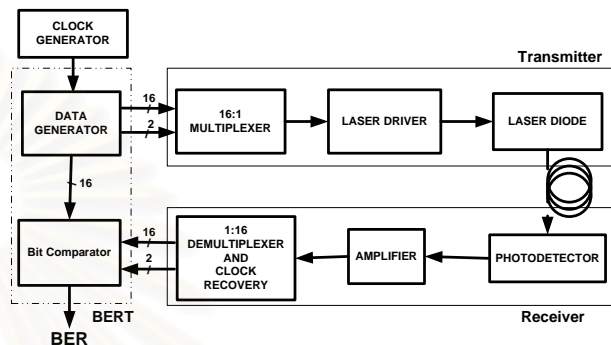 CLOCK
GENERATOR
Transmitter
DATA
GENERATOR
16
2
16:1
MULTIPLEXER
LASER DRIVER
LASER DIODE
16
Bit Comparator
16
2
1:16
DEMULTIPLEXER
AND
CLOCK
RECOVERY
AMPLIFIER
PHOTODETECTOR
BERT
BER
Receiver